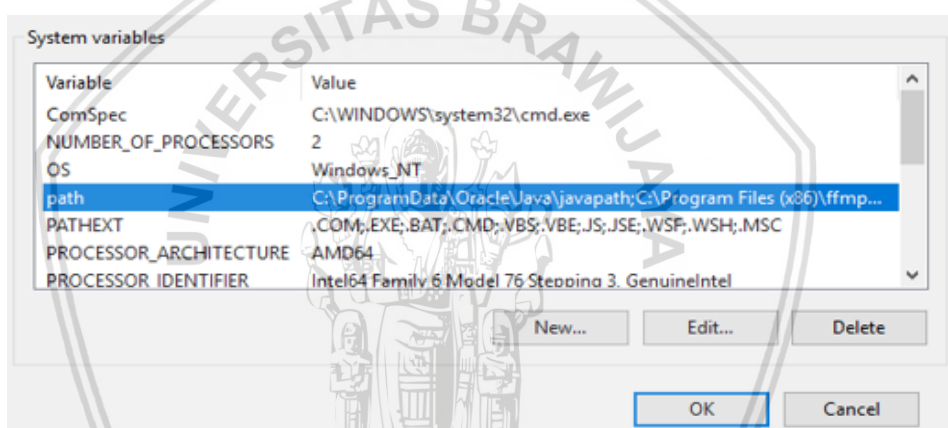 UNIVERSITAS BRAWIJAYA
System variables
Variable Value
ComSpec C:\WINDOWS\system32\cmd.exe
NUMBER_OF_PROCESSORS 2
OS Windows_NT
path C:\ProgramData\Oracle\Java\javapath;C:\Program Files (x86)\ffmp...
PATHEXT .COM;.EXE;.BAT;.CMD;.VBS;.VBE;.JS;.JSE;.WSF;.WSH;.MSC
PROCESSOR_ARCHITECTURE AMD64
PROCESSOR_IDENTIFIER Intel64 Family 6 Model 76 Stepping 3, GenuineIntel
New... Edit... Delete
OK Cancel